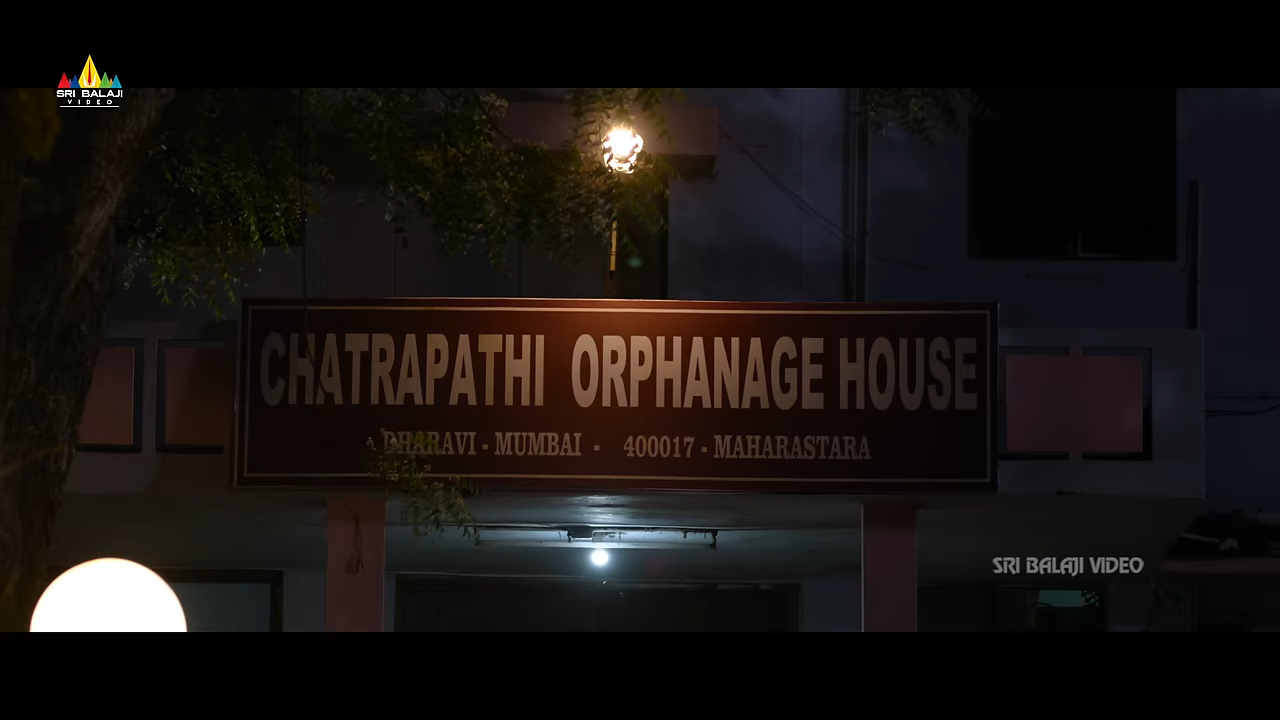 SRI BALAJI
VIDEO
CHATRAPATHI ORPHANAGE HOUSE
DHARAVI - MUMBAI - 400017 - MAHARASTARA
SRI BALAJI VIDEO